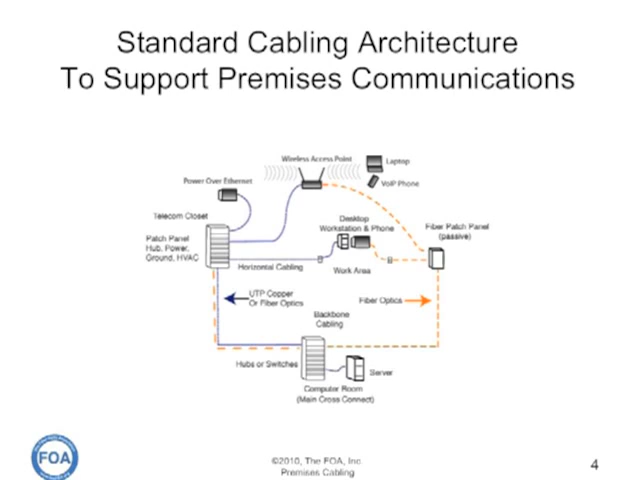 Standard Cabling Architecture
To Support Premises Communications
Wireless Access Point
Laptop
VoIP Phone
Power Over Ethernet
Telecom Closet
Patch Panel
Hub, Power,
Ground, HVAC
Desktop
Workstation & Phone
Fiber Patch Panel
(passive)
Horizontal Cabling
Work Area
UTP Copper
Or Fiber Optics
Fiber Optics
Backbone
Cabling
Hubs or Switches
Server
Computer Room
(Main Cross Connect)
FOA
©2010, The FOA, Inc
Premises Cabling
4